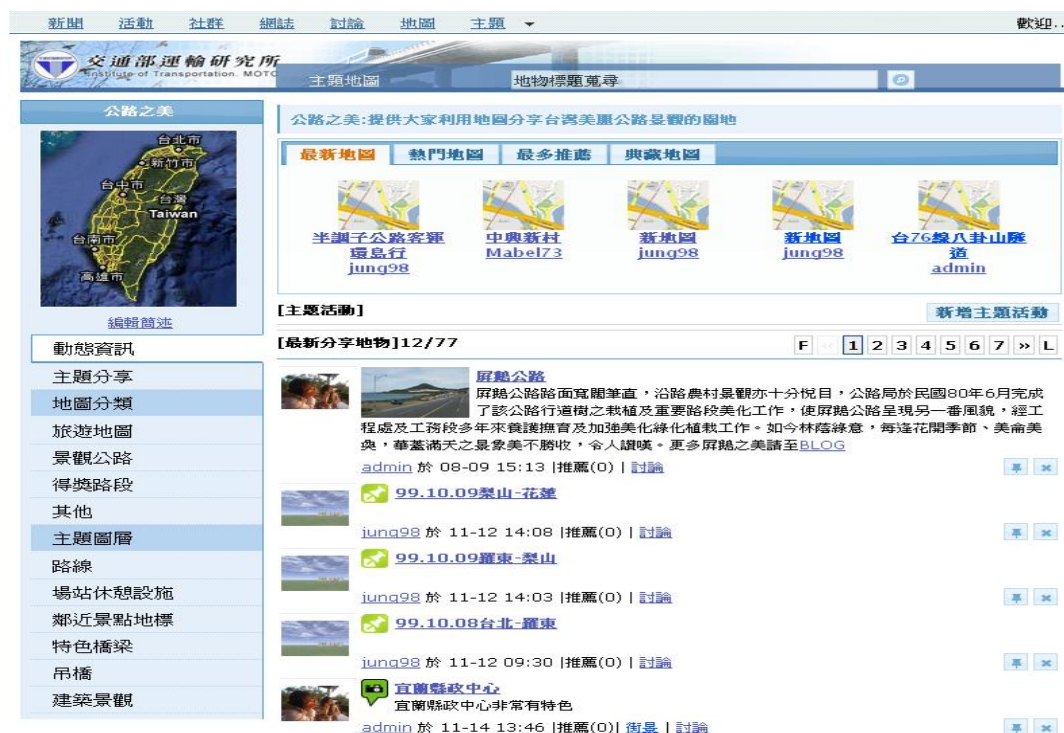 新聞 活動 社群 網誌 討論 地圖 主題 歡迎..
交通部運輸研究所
Institute of Transportation. MOTC
主題地圖 地物標題蒐尋
公路之美
公路之美:提供大家利用地圖分享台灣美麗公路景觀的園地
台北市
新竹市
台中市
台灣
Taiwan
台南市
高雄市
編輯簡述
最新地圖 熱門地圖 最多推薦 典藏地圖
半調子公路客運環島行
jung98
中興新村
Mabel73
新地圖
jung98
新地圖
jung98
台76線八卦山隧道
admin
[主題活動] 新增主題活動
[最新分享地物]12/77 F « 1 2 3 4 5 6 7 » L
動態資訊
主題分享
地圖分類
旅遊地圖
景觀公路
得獎路段
其他
主題圖層
路線
場站休憩設施
鄰近景點地標
特色橋梁
吊橋
建築景觀
屏鵝公路
屏鵝公路路面寬闊筆直,沿路農村景觀亦十分悅目,公路局於民國80年6月完成
了該公路行道樹之栽植及重要路段美化工作,使屏鵝公路呈現另一番風貌,經工
程處及工務段多年來養護撫育及加強美化綠化植栽工作。如今林蔭綠意,每逢花開季節、美侖美
奐,華蓋滿天之景象美不勝收,令人讚嘆。更多屏鵝之美請至BLOG
admin 於 08-09 15:13 |推薦(0) | 討論
99.10.09梨山-花蓮
jung98 於 11-12 14:08 |推薦(0) | 討論
99.10.09羅東-梨山
jung98 於 11-12 14:03 |推薦(0) | 討論
99.10.08台北-羅東
jung98 於 11-12 09:30 |推薦(0) | 討論
宜蘭縣政中心
宜蘭縣政中心非常有特色
admin 於 11-14 13:46 |推薦(0)| 街景 | 討論